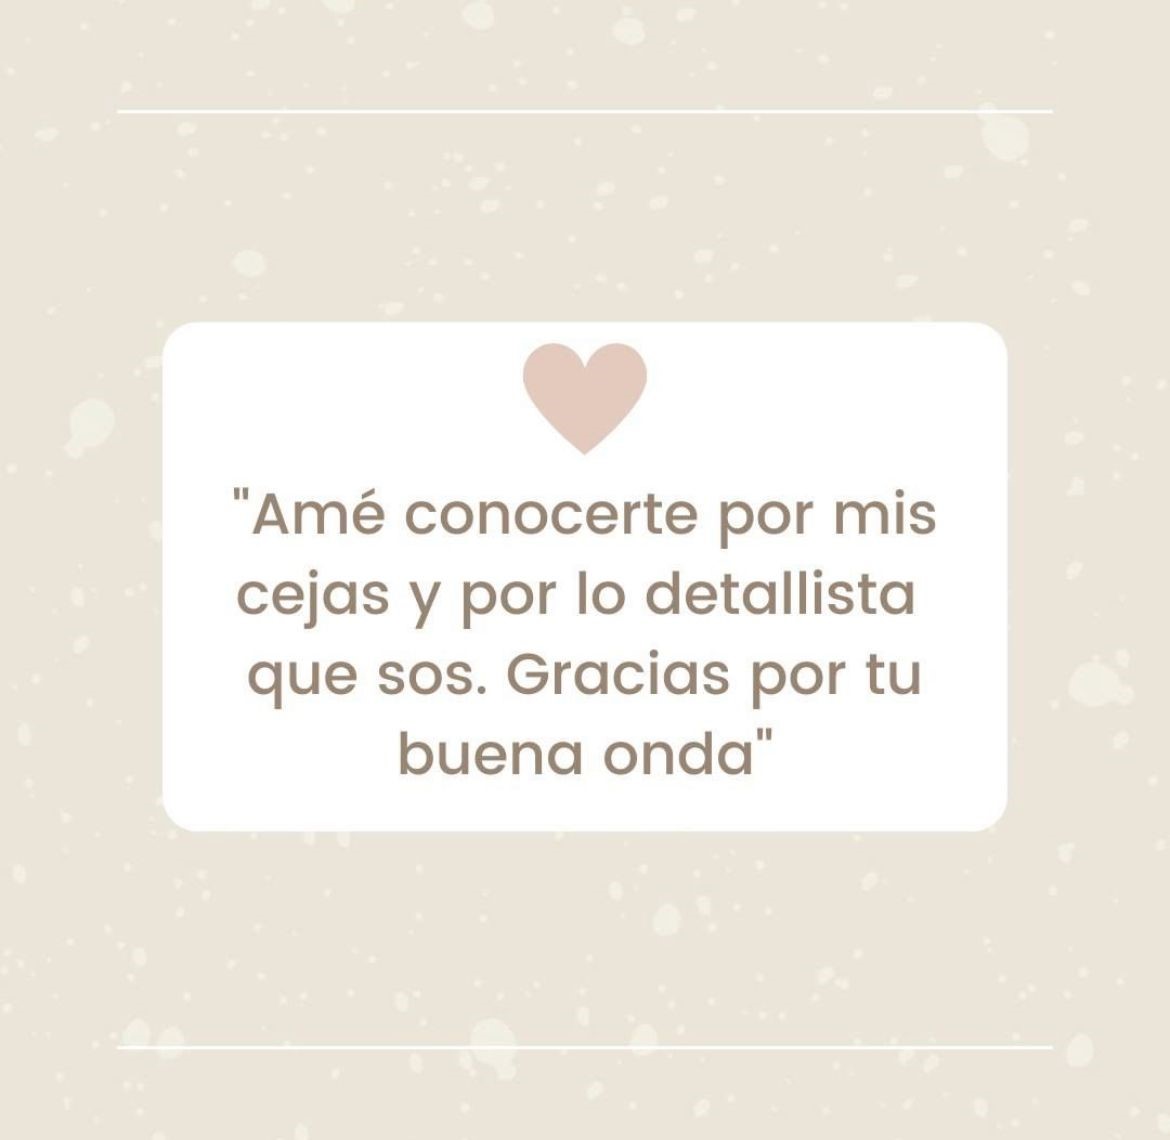 "Amé conocerte por mis
cejas y por lo detallista
que sos. Gracias por tu
buena onda"